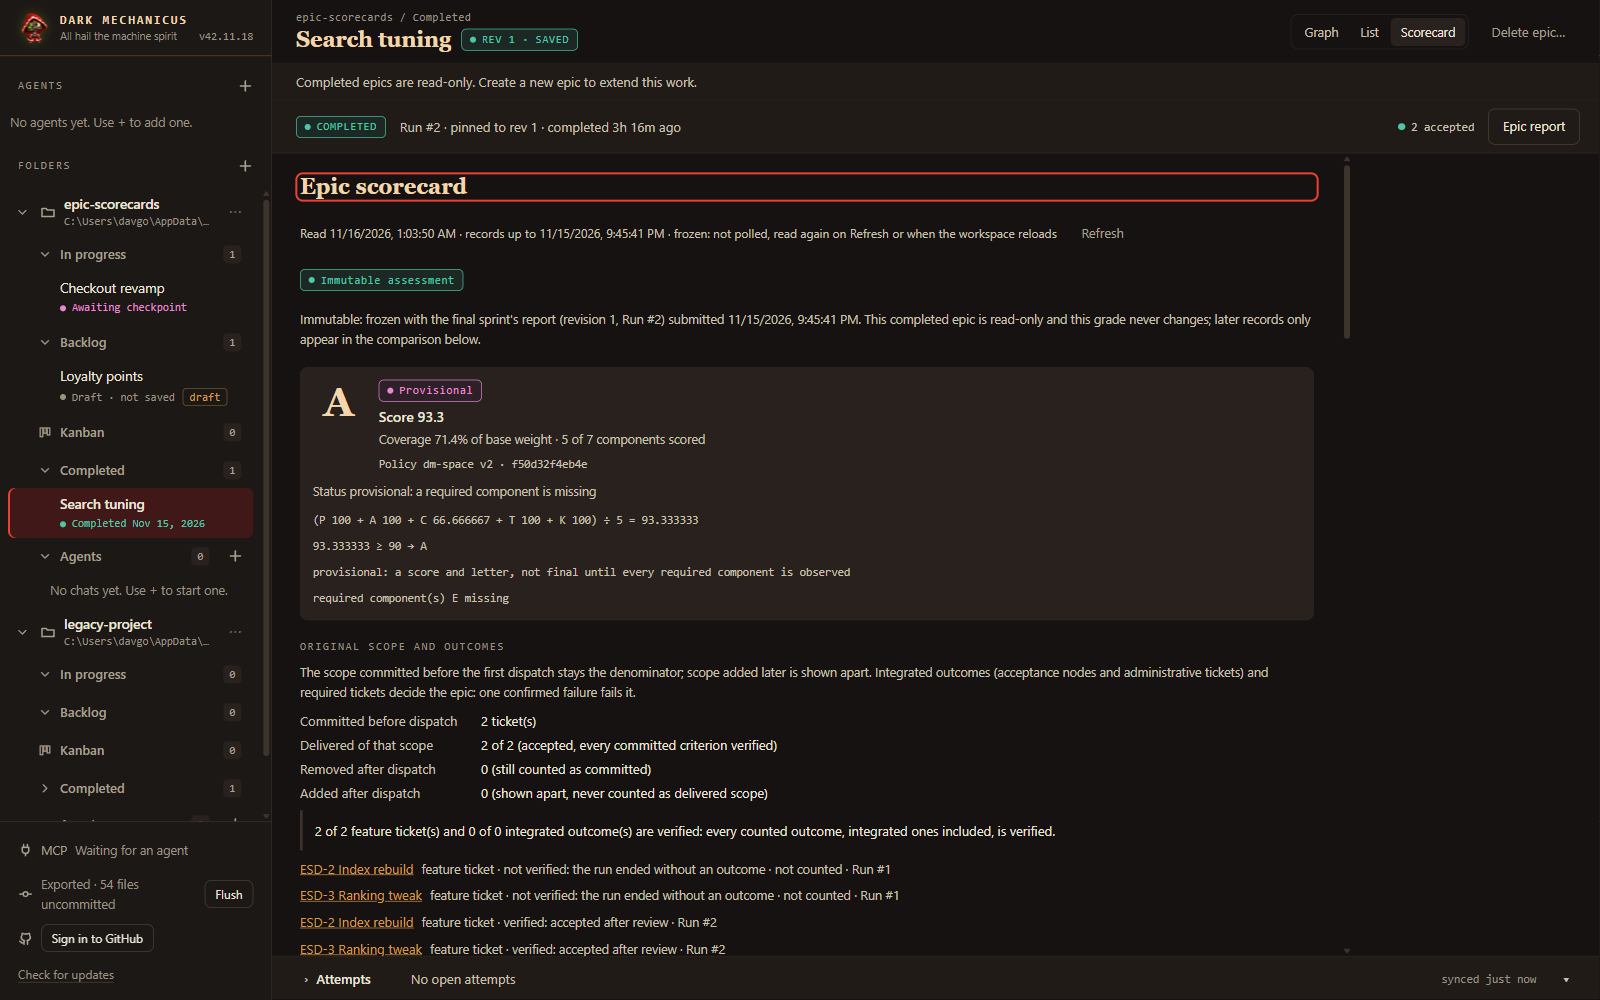 DARK MECHANICUS
All hail the machine spirit v42.11.18
AGENTS
No agents yet. Use + to add one.
FOLDERS
epic-scorecards
C:\Users\davgo\AppData\…
In progress 1
Checkout revamp
Awaiting checkpoint
Backlog 1
Loyalty points
Draft · not saved draft
Kanban 0
Completed 1
Search tuning
Completed Nov 15, 2026
Agents 0
No chats yet. Use + to start one.
legacy-project
C:\Users\davgo\AppData\…
In progress 0
Backlog 0
Kanban 0
Completed 1
MCP Waiting for an agent
Exported · 54 files
uncommitted
Flush
Sign in to GitHub
Check for updates
epic-scorecards / Completed
Search tuning REV 1 · SAVED
Graph List Scorecard Delete epic...
Completed epics are read-only. Create a new epic to extend this work.
COMPLETED Run #2 · pinned to rev 1 · completed 3h 16m ago
2 accepted Epic report
Epic scorecard
Read 11/16/2026, 1:03:50 AM · records up to 11/15/2026, 9:45:41 PM · frozen: not polled, read again on Refresh or when the workspace reloads Refresh
Immutable assessment
Immutable: frozen with the final sprint's report (revision 1, Run #2) submitted 11/15/2026, 9:45:41 PM. This completed epic is read-only and this grade never changes; later records only
appear in the comparison below.
A
Provisional
Score 93.3
Coverage 71.4% of base weight · 5 of 7 components scored
Policy dm-space v2 · f50d32f4eb4e
Status provisional: a required component is missing
(P 100 + A 100 + C 66.666667 + T 100 + K 100) ÷ 5 = 93.333333
93.333333 ≥ 90 → A
provisional: a score and letter, not final until every required component is observed
required component(s) E missing
ORIGINAL SCOPE AND OUTCOMES
The scope committed before the first dispatch stays the denominator; scope added later is shown apart. Integrated outcomes (acceptance nodes and administrative tickets) and
required tickets decide the epic: one confirmed failure fails it.
Committed before dispatch 2 ticket(s)
Delivered of that scope 2 of 2 (accepted, every committed criterion verified)
Removed after dispatch 0 (still counted as committed)
Added after dispatch 0 (shown apart, never counted as delivered scope)
2 of 2 feature ticket(s) and 0 of 0 integrated outcome(s) are verified: every counted outcome, integrated ones included, is verified.
ESD-2 Index rebuild feature ticket · not verified: the run ended without an outcome · not counted · Run #1
ESD-3 Ranking tweak feature ticket · not verified: the run ended without an outcome · not counted · Run #1
ESD-2 Index rebuild feature ticket · verified: accepted after review · Run #2
ESD-3 Ranking tweak feature ticket · verified: accepted after review · Run #2
Attempts No open attempts
synced just now